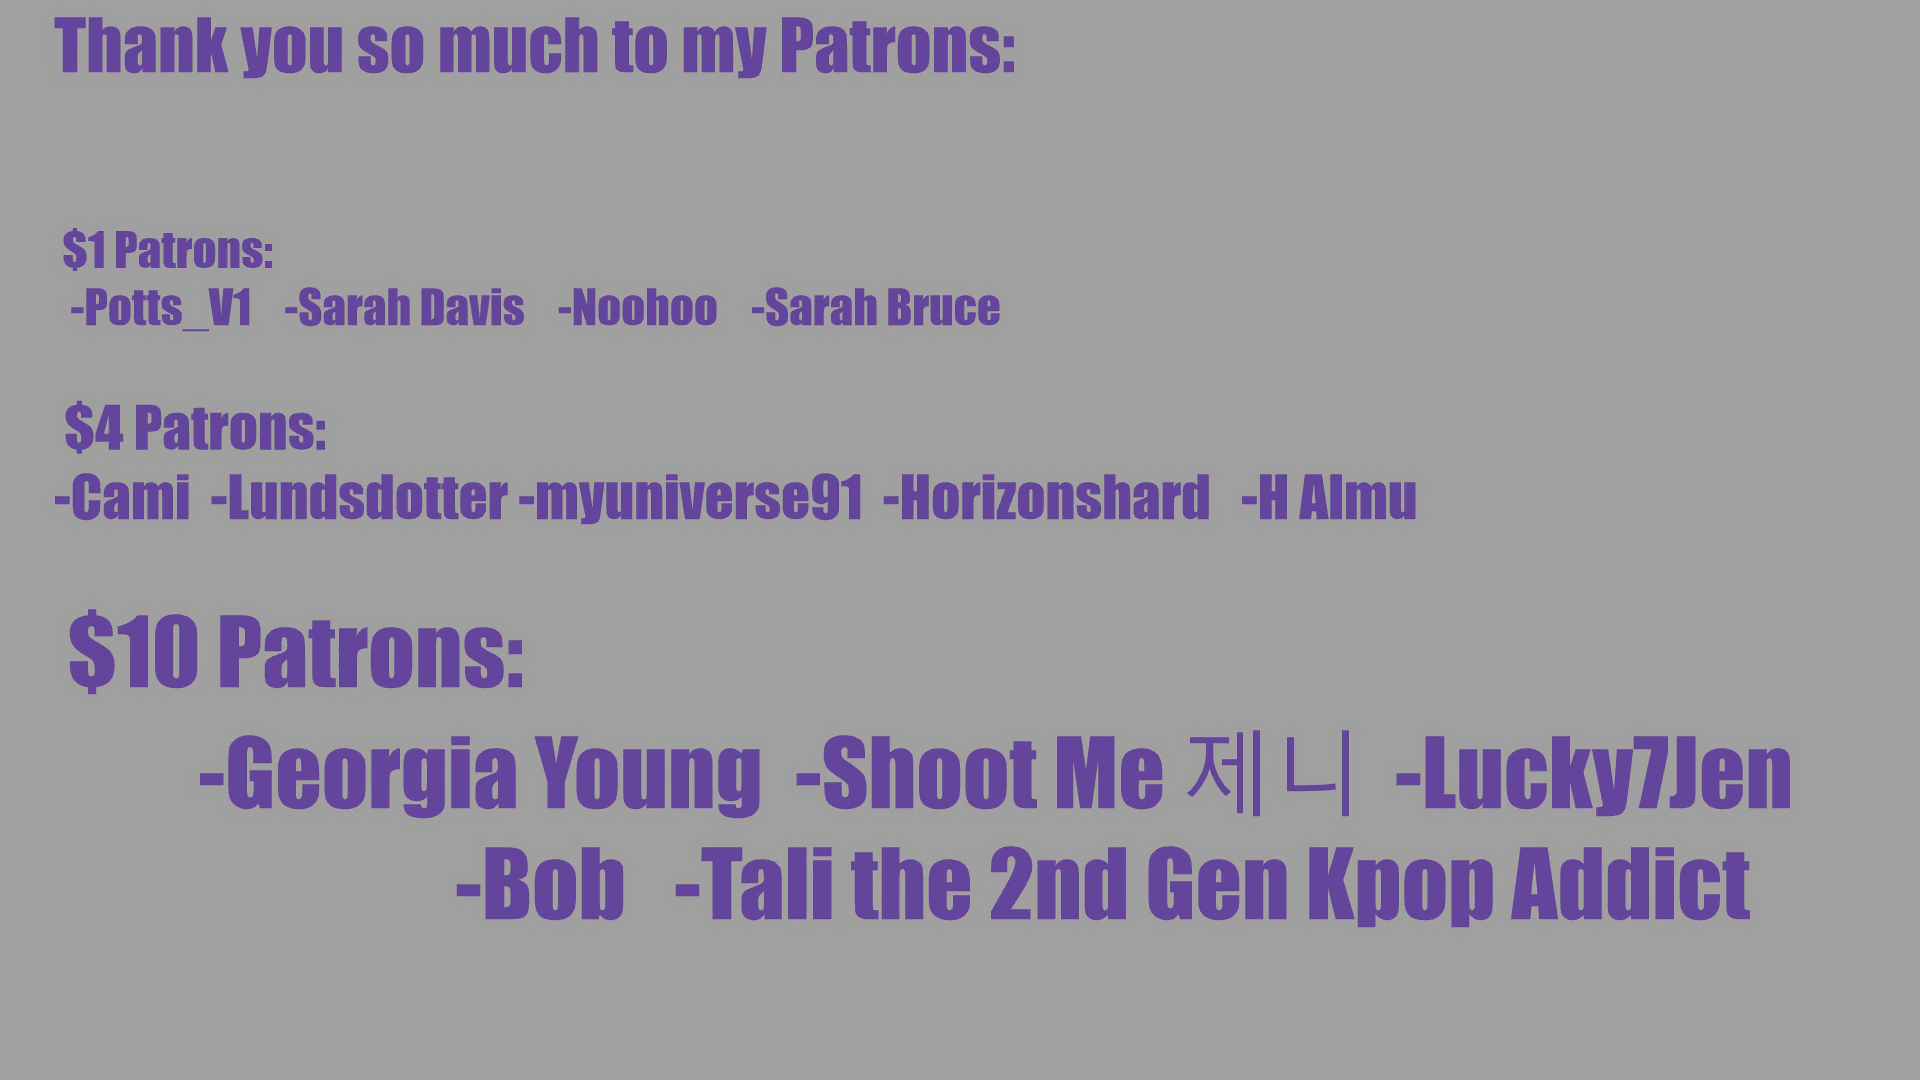 Thank you so much to my Patrons:
$1 Patrons:
-Potts_V1 -Sarah Davis -Noohoo -Sarah Bruce
$4 Patrons:
-Cami -Lundsdotter -myuniverse91 -Horizonshard -H Almu
$10 Patrons:
-Georgia Young -Shoot Me 제니 -Lucky7Jen
-Bob -Tali the 2nd Gen Kpop Addict